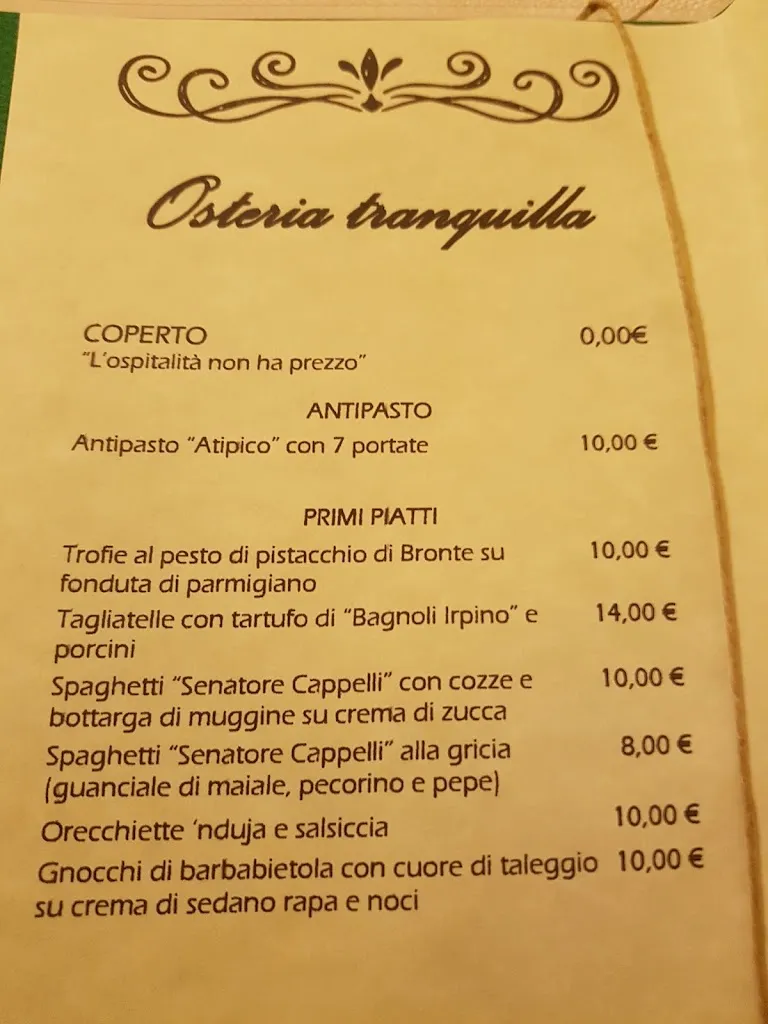 Osteria tranquilla
COPERTO 0,00€
"L'ospitalità non ha prezzo"
ANTIPASTO
Antipasto "Atipico" con 7 portate 10,00 €
PRIMI PIATTI
Trofie al pesto di pistacchio di Bronte su 10,00 €
fonduta di parmigiano
Tagliatelle con tartufo di "Bagnoli Irpino" e 14,00 €
porcini
Spaghetti "Senatore Cappelli" con cozze e 10,00 €
bottarga di muggine su crema di zucca
Spaghetti "Senatore Cappelli" alla gricia 8,00 €
(guanciale di maiale, pecorino e pepe)
Orecchiette 'nduja e salsiccia 10,00 €
Gnocchi di barbabietola con cuore di taleggio 10,00 €
su crema di sedano rapa e noci